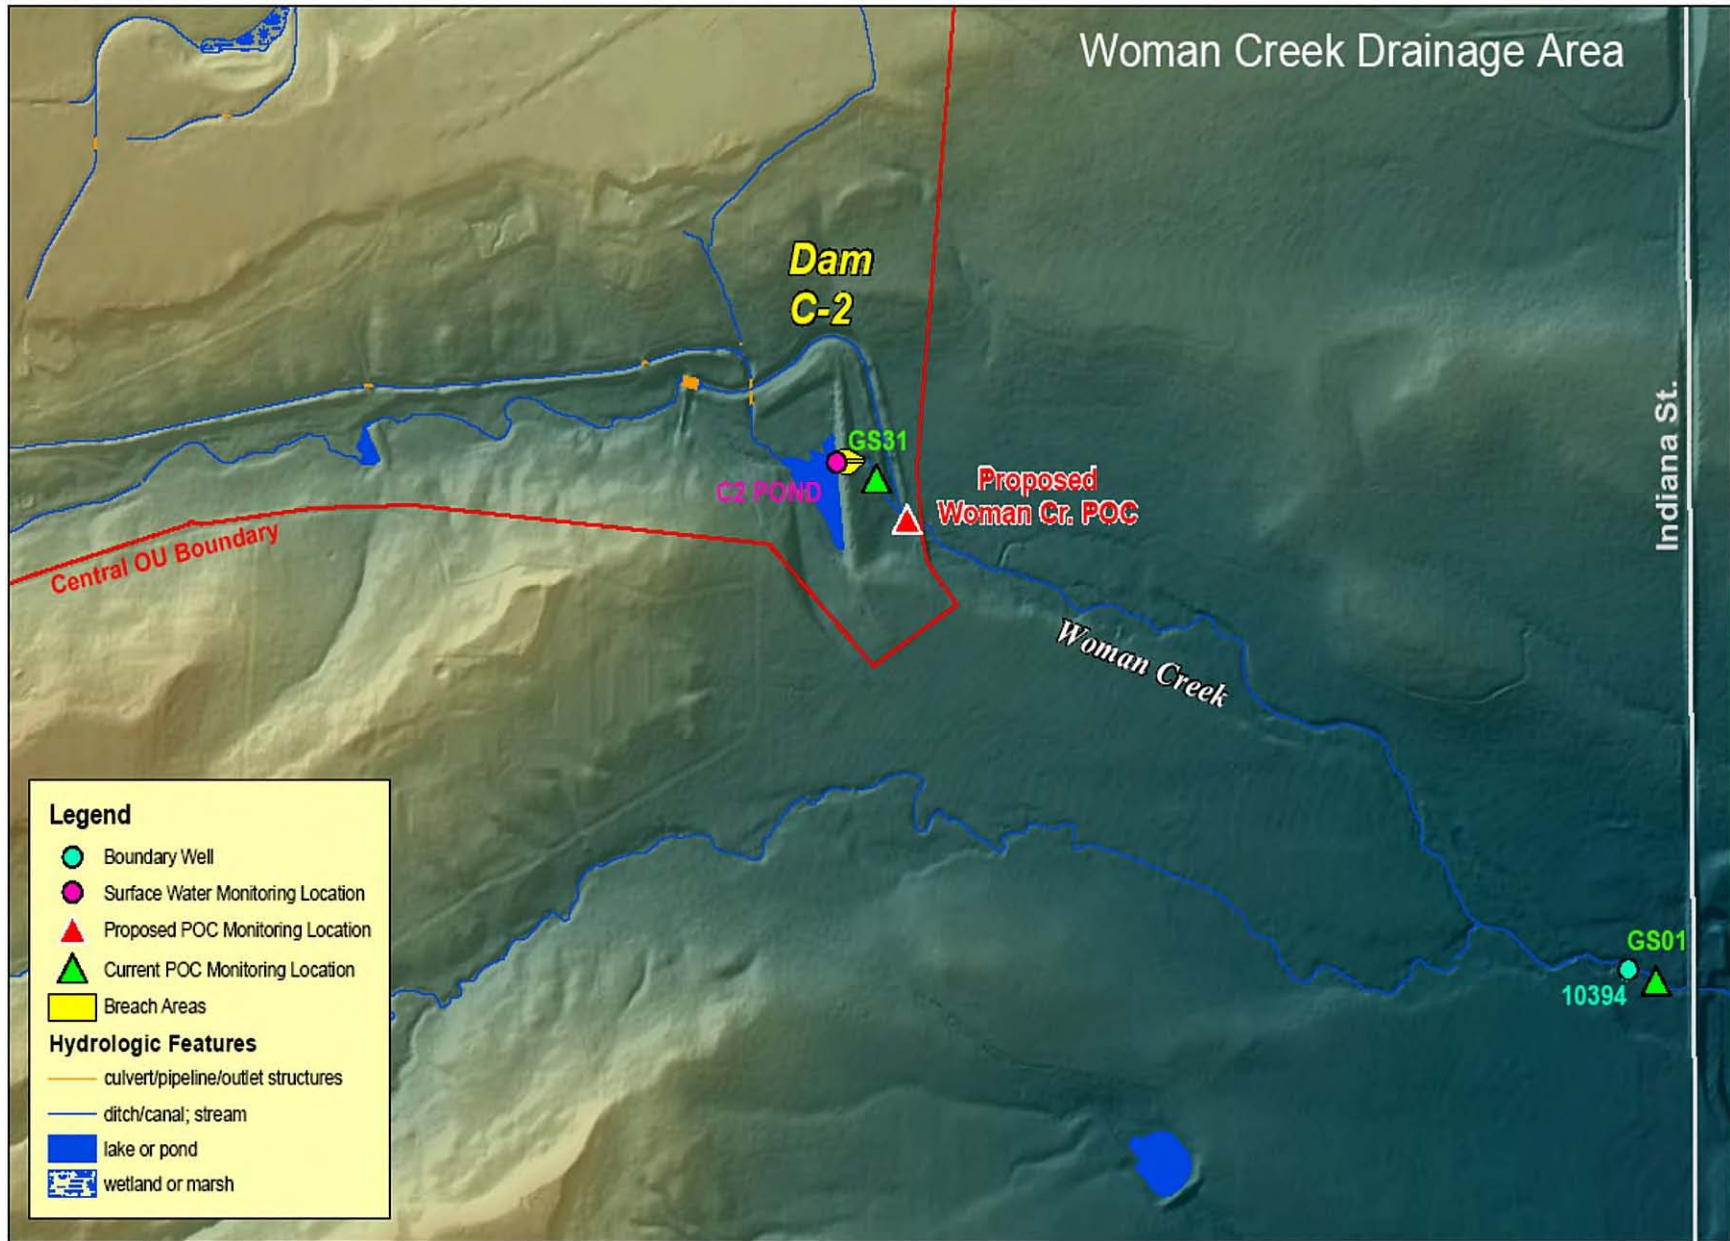 Woman Creek Drainage Area
Dam
C-2
GS31
C2 POND
Proposed
Woman Cr. POC
Indiana St.
Central OU Boundary
Woman Creek
GS01
10394
Legend
Boundary Well
Surface Water Monitoring Location
Proposed POC Monitoring Location
Current POC Monitoring Location
Breach Areas
Hydrologic Features
culvert/pipeline/outlet structures
ditch/canal; stream
lake or pond
wetland or marsh